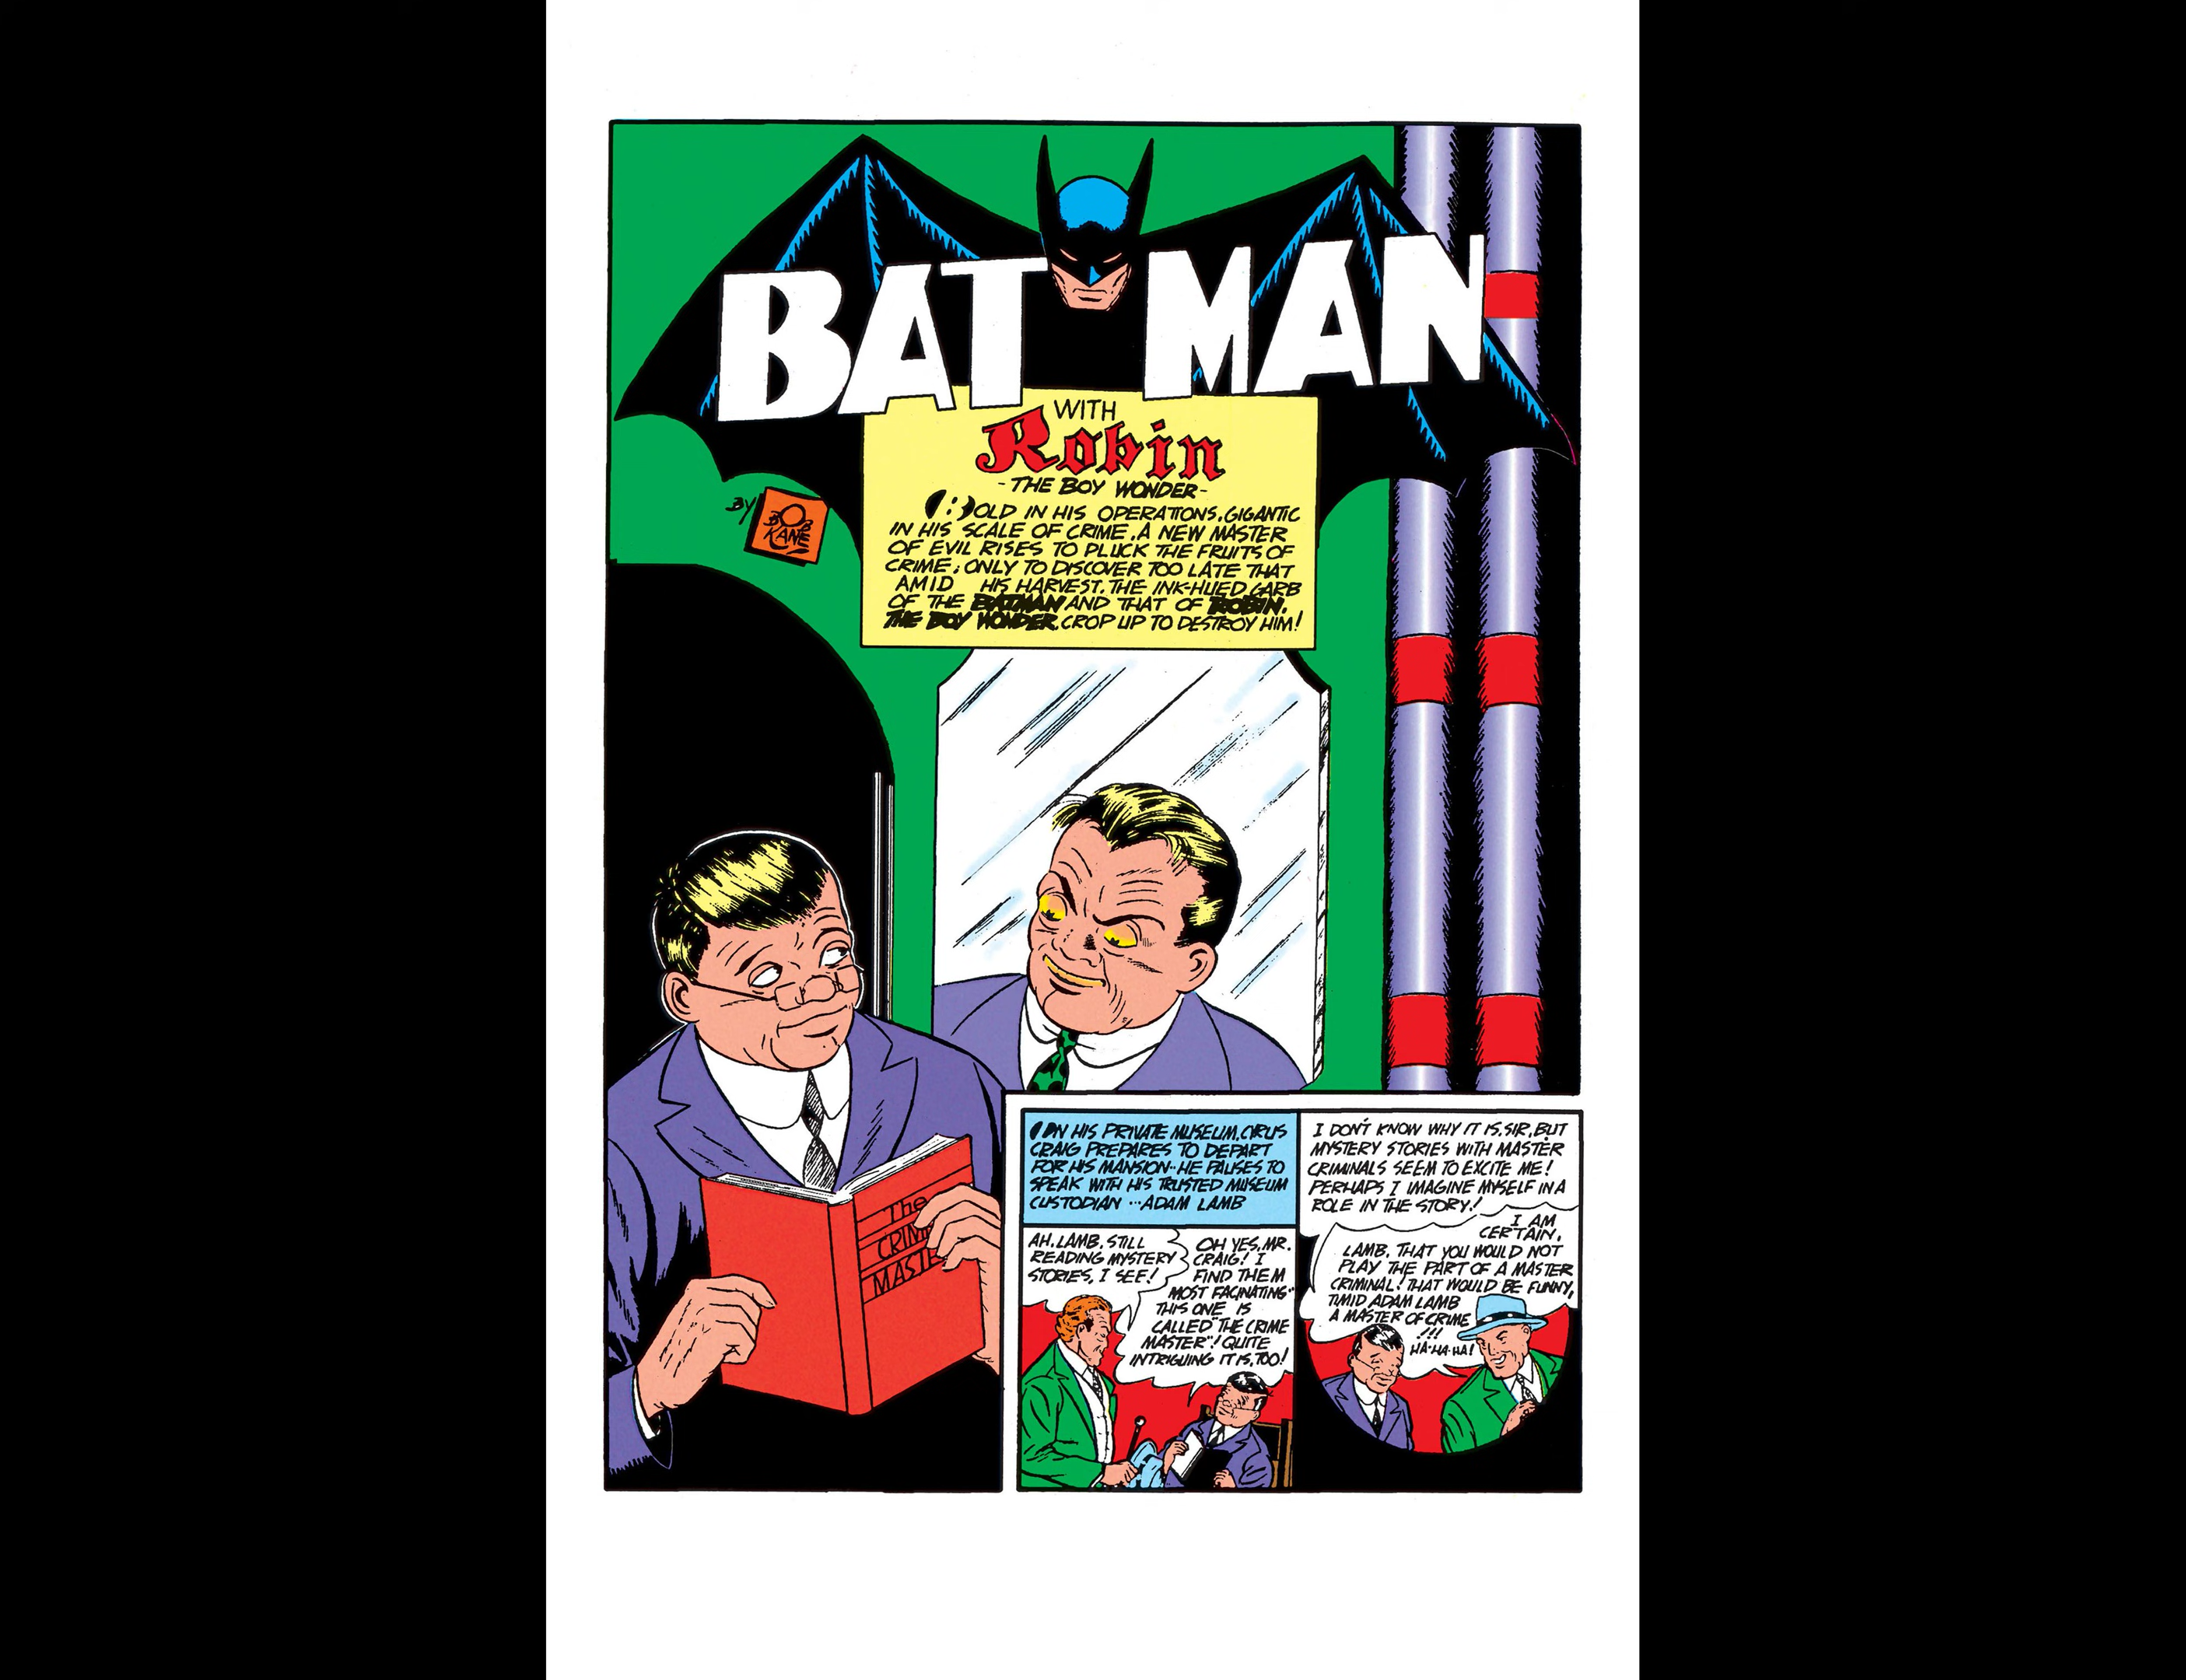 BAT MAN
WITH
Robin
-THE BOY WONDER-
BY
BOB
KANE
BOLD IN HIS OPERATIONS, GIGANTIC
IN HIS SCALE OF CRIME, A NEW MASTER
OF EVIL RISES TO PLUCK THE FRUITS OF
CRIME; ONLY TO DISCOVER TOO LATE THAT
AMID HIS HARVEST, THE INK-HUED GARB
OF THE BATMAN AND THAT OF ROBIN,
THE BOY WONDER, CROP UP TO DESTROY HIM!
The
CRIM
MAST
IN HIS PRIVATE MUSEUM, CYRUS
CRAIG PREPARES TO DEPART
FOR HIS MANSION-- HE PAUSES TO
SPEAK WITH HIS TRUSTED MUSEUM
CUSTODIAN ...ADAM LAMB
AH, LAMB, STILL
READING MYSTERY
STORIES, I SEE!
OH YES, MR.
CRAIG! I
FIND THEM
MOST FACINATING--
THIS ONE IS
CALLED "THE CRIME
MASTER"! QUITE
INTRIGUING IT IS, TOO!
I DON'T KNOW WHY IT IS, SIR, BUT
MYSTERY STORIES WITH MASTER
CRIMINALS SEEM TO EXCITE ME!
PERHAPS I IMAGINE MYSELF IN A
ROLE IN THE STORY!
I AM
CERTAIN,
LAMB, THAT YOU WOULD NOT
PLAY THE PART OF A MASTER
CRIMINAL! THAT WOULD BE FUNNY,
TIMID ADAM LAMB
A MASTER OF CRIME
!!!
HA-HA-HA!